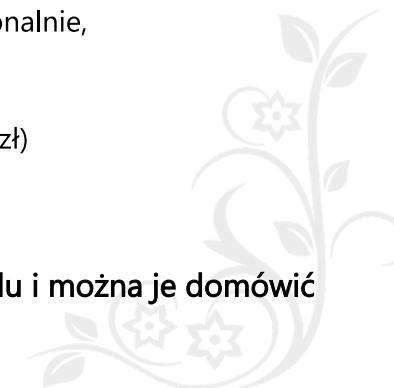 onalnie,
zł)
lu i można je domówić